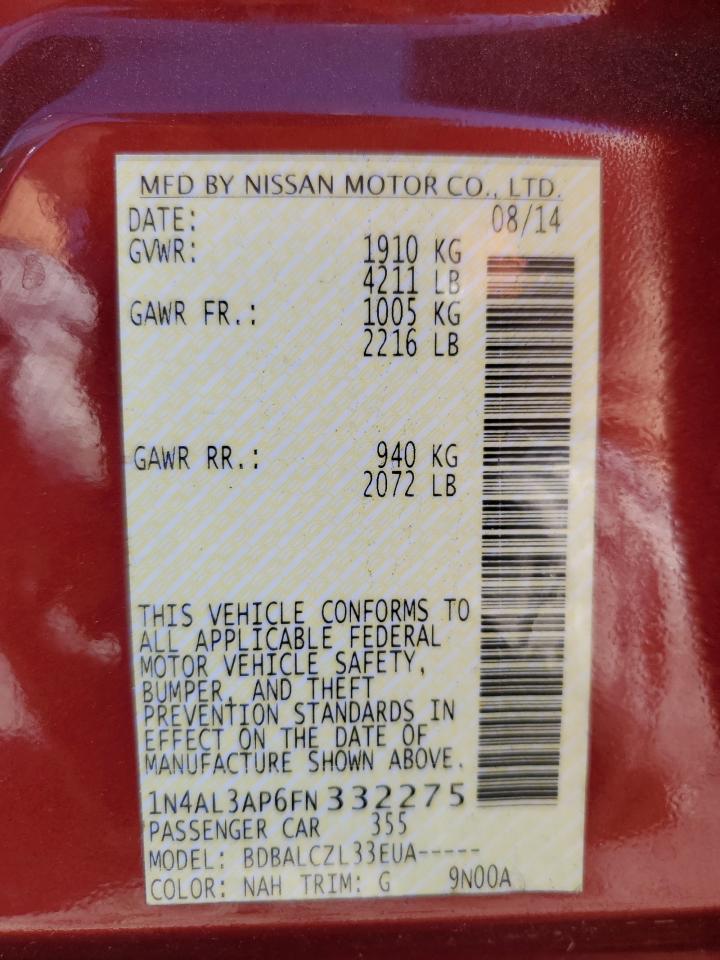 MFD BY NISSAN MOTOR CO., LTD.
DATE: 08/14
GVWR: 1910 KG
4211 LB
GAWR FR.: 1005 KG
2216 LB
GAWR RR.: 940 KG
2072 LB
THIS VEHICLE CONFORMS TO
ALL APPLICABLE FEDERAL
MOTOR VEHICLE SAFETY,
BUMPER, AND THEFT
PREVENTION STANDARDS IN
EFFECT ON THE DATE OF
MANUFACTURE SHOWN ABOVE.
1N4AL3AP6FN332275
PASSENGER CAR 355
MODEL: BDBALCZL33EUA-----
COLOR: NAH TRIM: G 9N00A